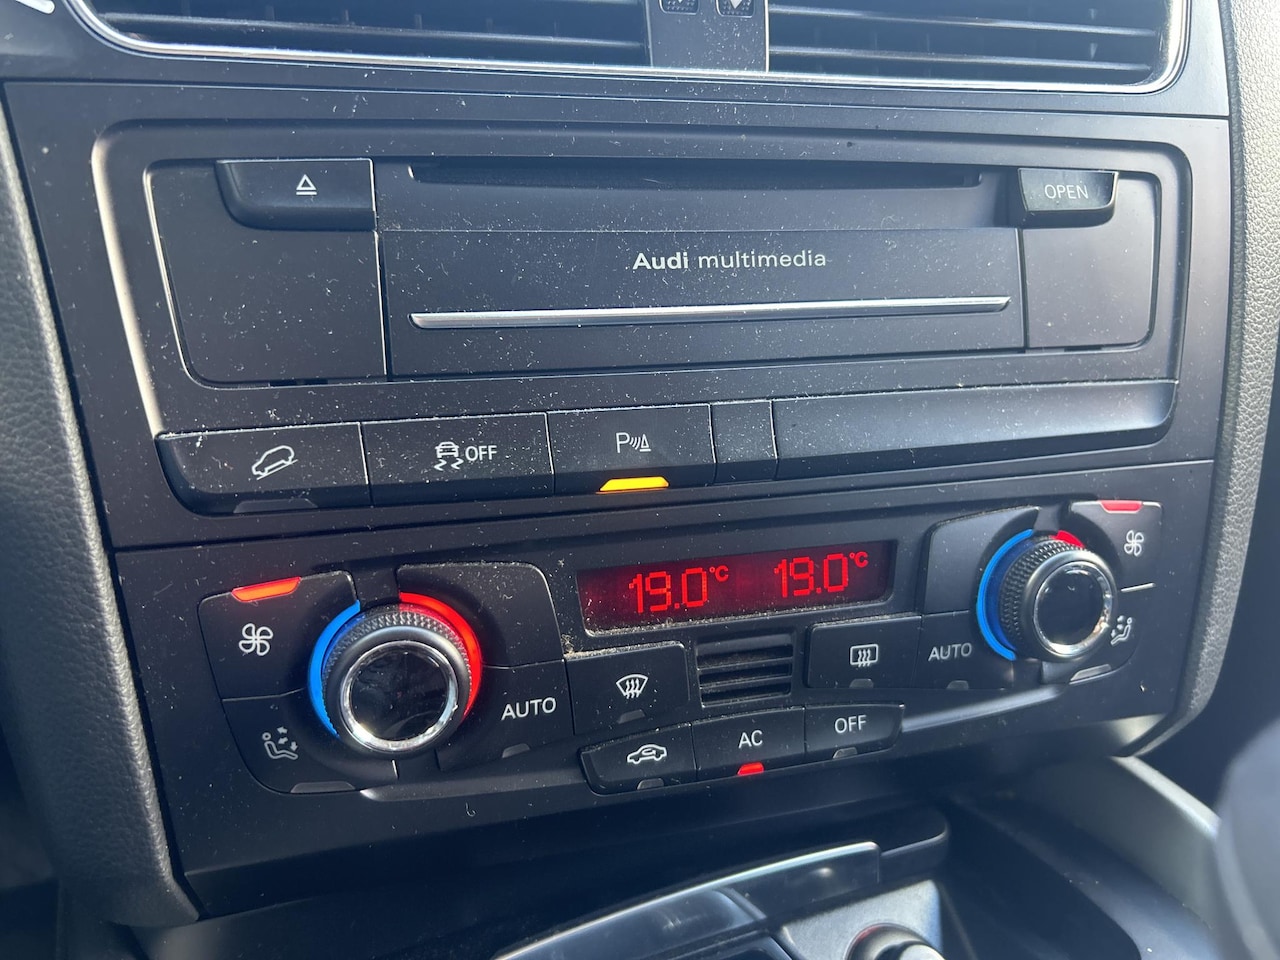 OPEN
Audi multimedia
OFF
P
19.0°C 19.0°C
AUTO
AUTO
AC
OFF